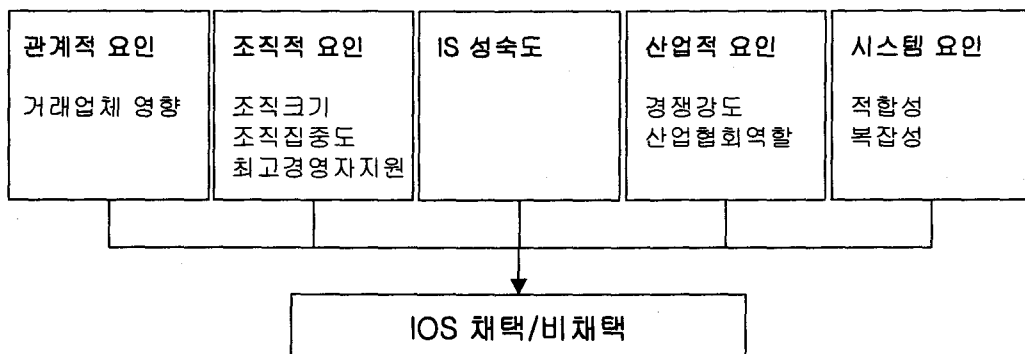 관계적 요인
거래업체 영향
조직적 요인
조직크기
조직집중도
최고경영자지원
IS 성숙도
산업적 요인
경쟁강도
산업협회역할
시스템 요인
적합성
복잡성
IOS 채택/비채택